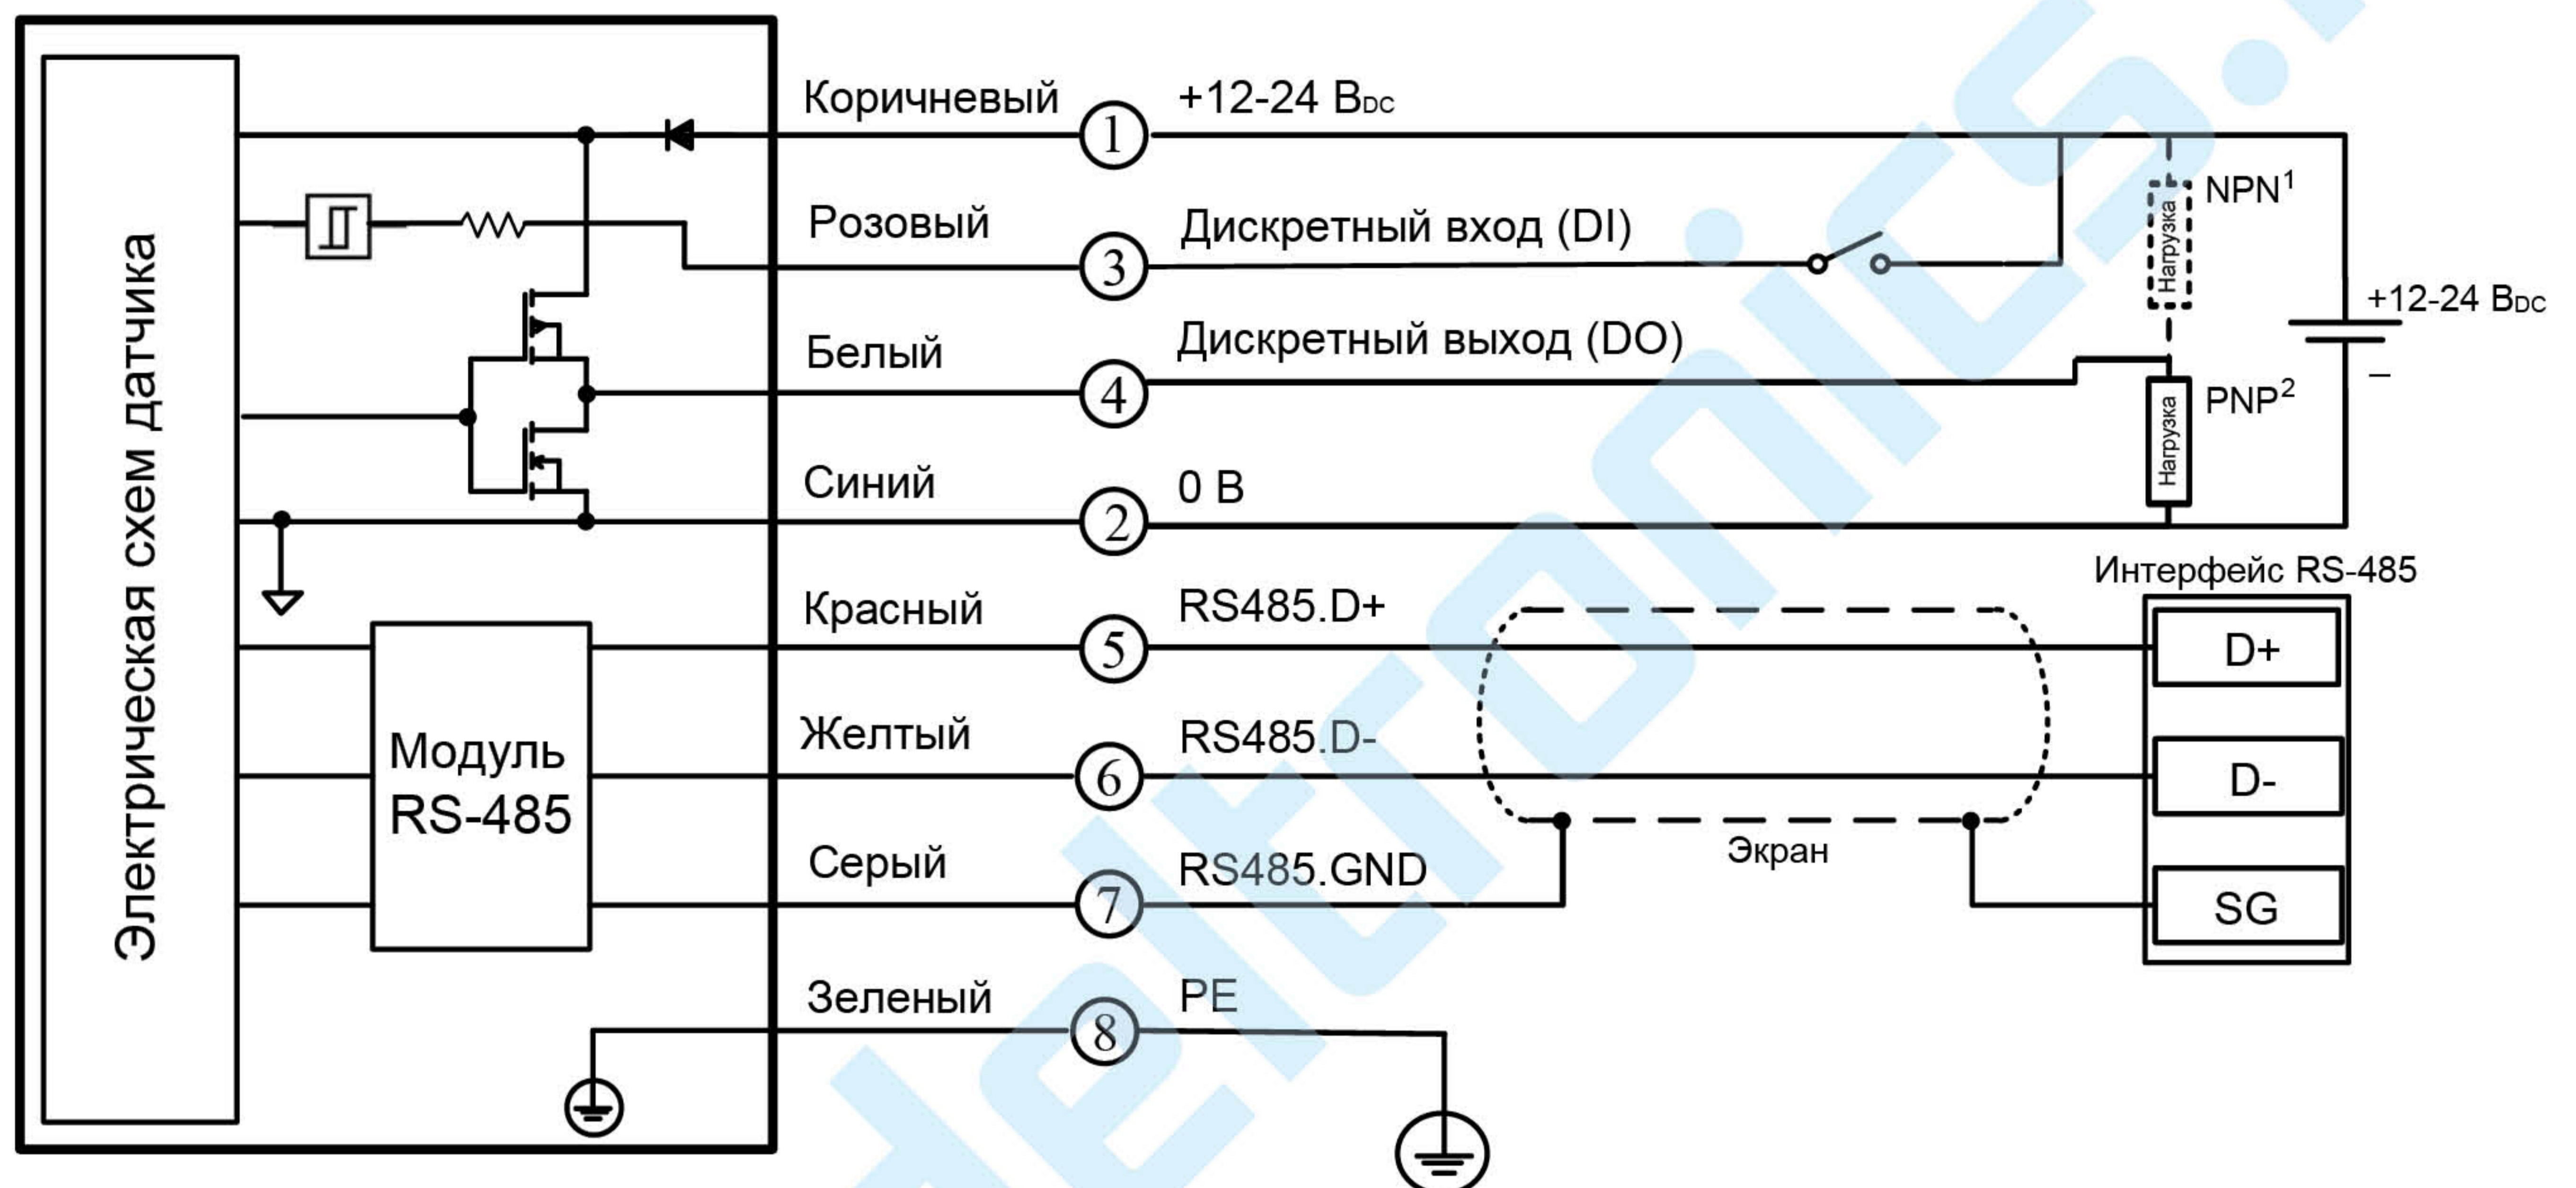 Электрическая схем датчика
Коричневый
1
+12-24 BDC
Розовый
3
Дискретный вход (DI)
Белый
4
Дискретный выход (DO)
Синий
2
0 В
Нагрузка
NPN1
Нагрузка
PNP2
+12-24 BDC
–
Модуль
RS-485
Красный
5
RS485.D+
Желтый
6
RS485.D-
Серый
7
RS485.GND
Зеленый
8
PE
Экран
Интерфейс RS-485
D+
D-
SG
deltronics.